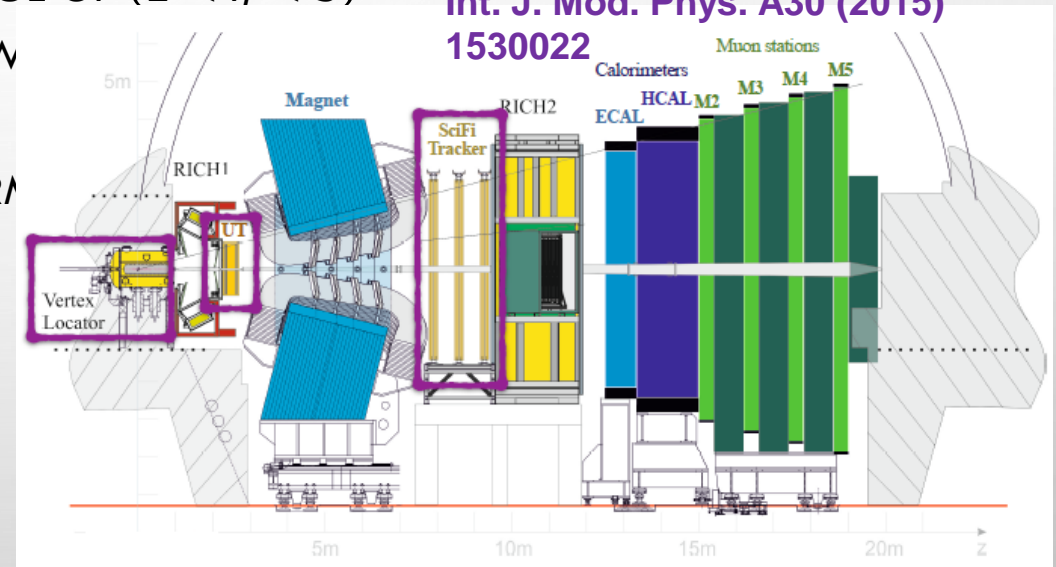 Int. J. Mod. Phys. A30 (2015)
1530022
5m
Magnet
SciFi
Tracker
RICH2
Calorimeters
ECAL
HCAL
Muon stations
M2
M3
M4
M5
RICH1
UT
Vertex
Locator
5m
10m
15m
20m
z